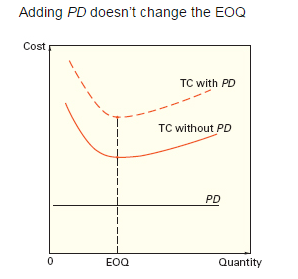 Adding PD doesn't change the EOQ
Cost
TC with PD
TC without PD
PD
0
EOQ
Quantity